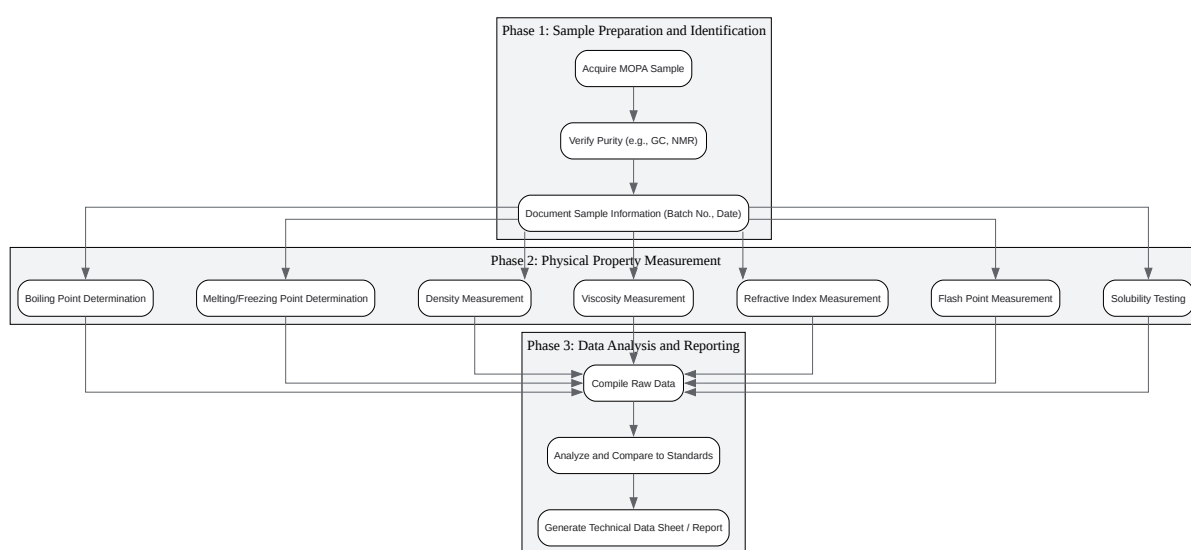 Phase 1: Sample Preparation and Identification
Acquire MOPA Sample
Verify Purity (e.g., GC, NMR)
Document Sample Information (Batch No., Date)
Phase 2: Physical Property Measurement
Boiling Point Determination
Melting/Freezing Point Determination
Density Measurement
Viscosity Measurement
Refractive Index Measurement
Flash Point Measurement
Solubility Testing
Phase 3: Data Analysis and Reporting
Compile Raw Data
Analyze and Compare to Standards
Generate Technical Data Sheet / Report